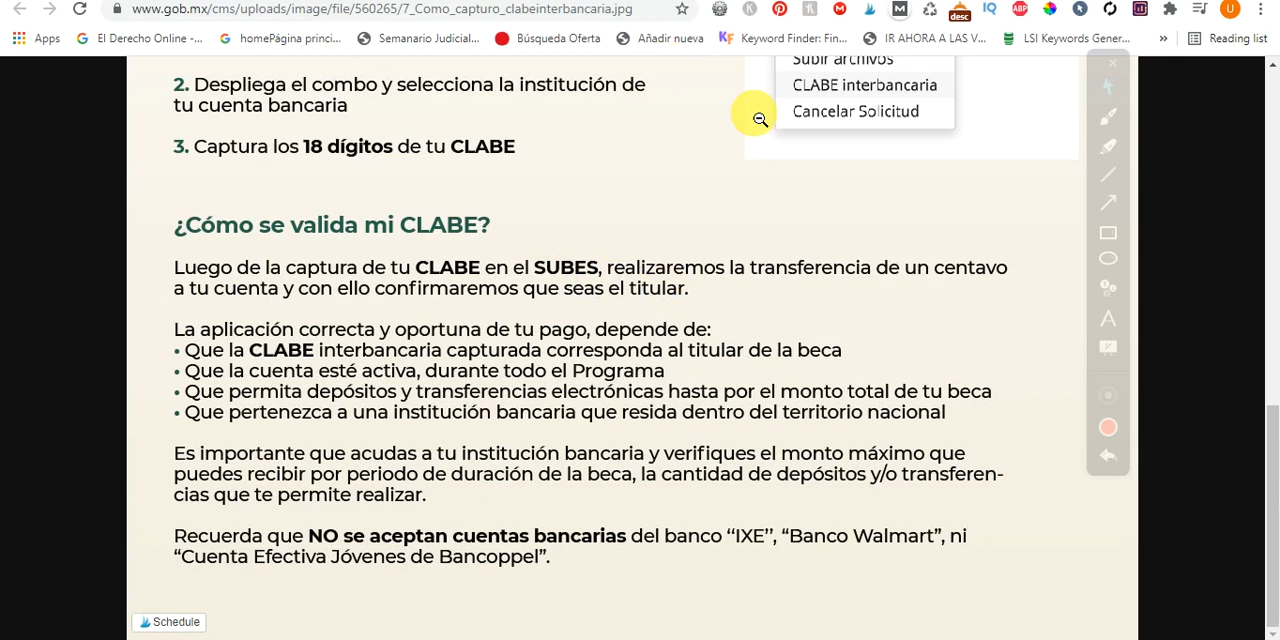 www.gob.mx/cms/uploads/image/file/560265/7_Como_capturo_clabeinterbancaria.jpg
desc
IQ
ABP
U
Apps
El Derecho Online -...
homePágina princi...
Semanario Judicial...
Búsqueda Oferta
Añadir nueva
KF Keyword Finder: Fin...
IR AHORA A LAS V...
LSI Keywords Gener...
»
Reading list
Subir archivos
CLABE interbancaria
Cancelar Solicitud
2. Despliega el combo y selecciona la institución de
tu cuenta bancaria
3. Captura los 18 dígitos de tu CLABE
¿Cómo se valida mi CLABE?
Luego de la captura de tu CLABE en el SUBES, realizaremos la transferencia de un centavo
a tu cuenta y con ello confirmaremos que seas el titular.
La aplicación correcta y oportuna de tu pago, depende de:
• Que la CLABE interbancaria capturada corresponda al titular de la beca
• Que la cuenta esté activa, durante todo el Programa
• Que permita depósitos y transferencias electrónicas hasta por el monto total de tu beca
• Que pertenezca a una institución bancaria que resida dentro del territorio nacional
Es importante que acudas a tu institución bancaria y verifiques el monto máximo que
puedes recibir por periodo de duración de la beca, la cantidad de depósitos y/o transferen-
cias que te permite realizar.
Recuerda que NO se aceptan cuentas bancarias del banco “IXE”, “Banco Walmart”, ni
“Cuenta Efectiva Jóvenes de Bancoppel”.
Schedule